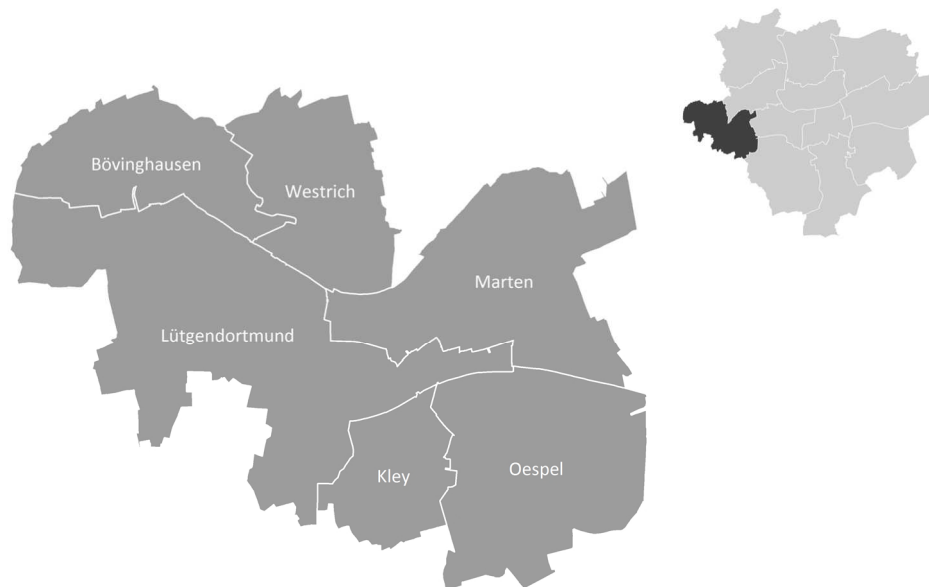 Bövinghausen
Westrich
Marten
Lütgendortmund
Kley
Oespel